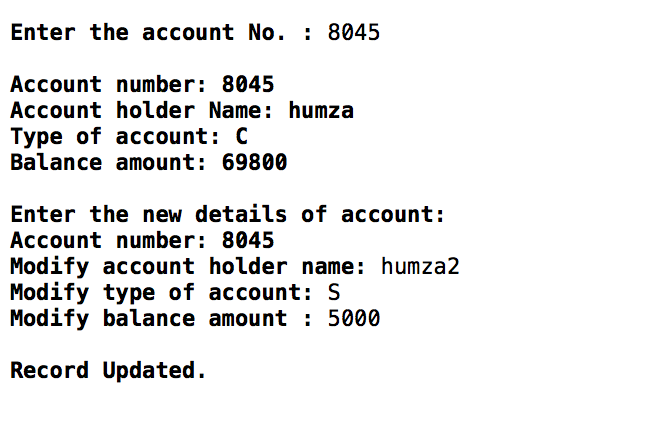 Enter the account No. : 8045
Account number: 8045
Account holder Name: humza
Type of account: C
Balance amount: 69800
Enter the new details of account:
Account number: 8045
Modify account holder name: humza2
Modify type of account: S
Modify balance amount : 5000
Record Updated.